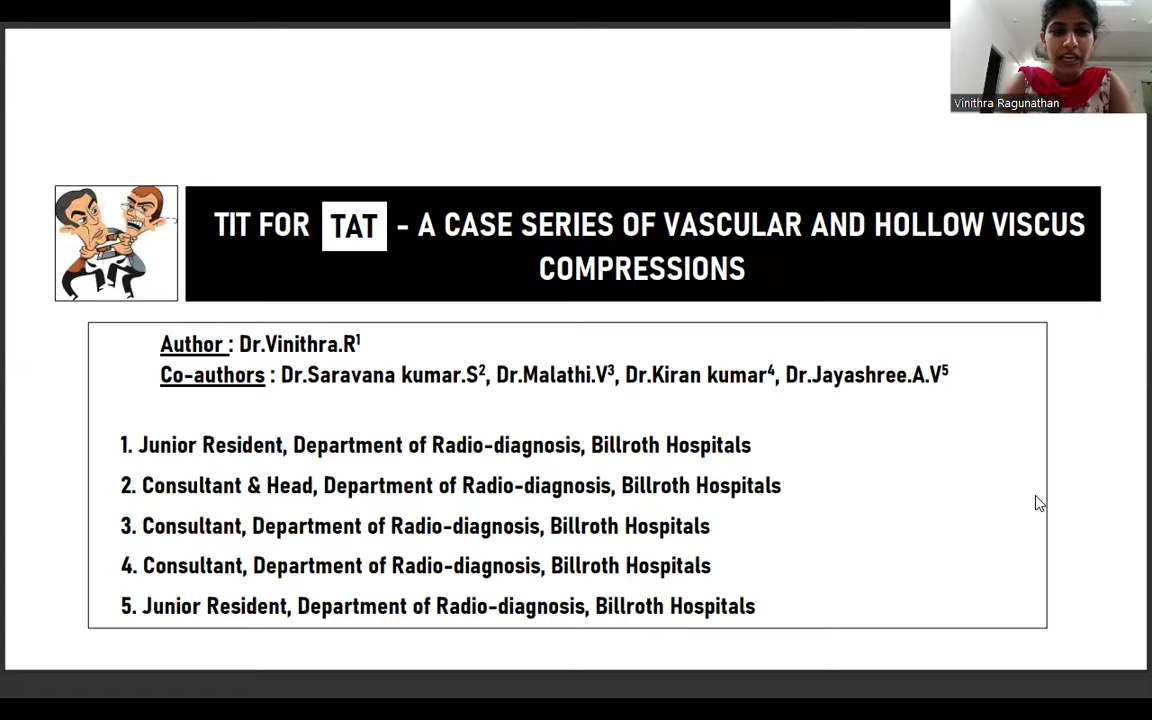 Vinithra Ragunathan
TIT FOR TAT - A CASE SERIES OF VASCULAR AND HOLLOW VISCUS
COMPRESSIONS
Author : Dr.Vinithra.R¹
Co-authors : Dr.Saravana kumar.S², Dr.Malathi.V³, Dr.Kiran kumar⁴, Dr.Jayashree.A.V⁵
1. Junior Resident, Department of Radio-diagnosis, Billroth Hospitals
2. Consultant & Head, Department of Radio-diagnosis, Billroth Hospitals
3. Consultant, Department of Radio-diagnosis, Billroth Hospitals
4. Consultant, Department of Radio-diagnosis, Billroth Hospitals
5. Junior Resident, Department of Radio-diagnosis, Billroth Hospitals